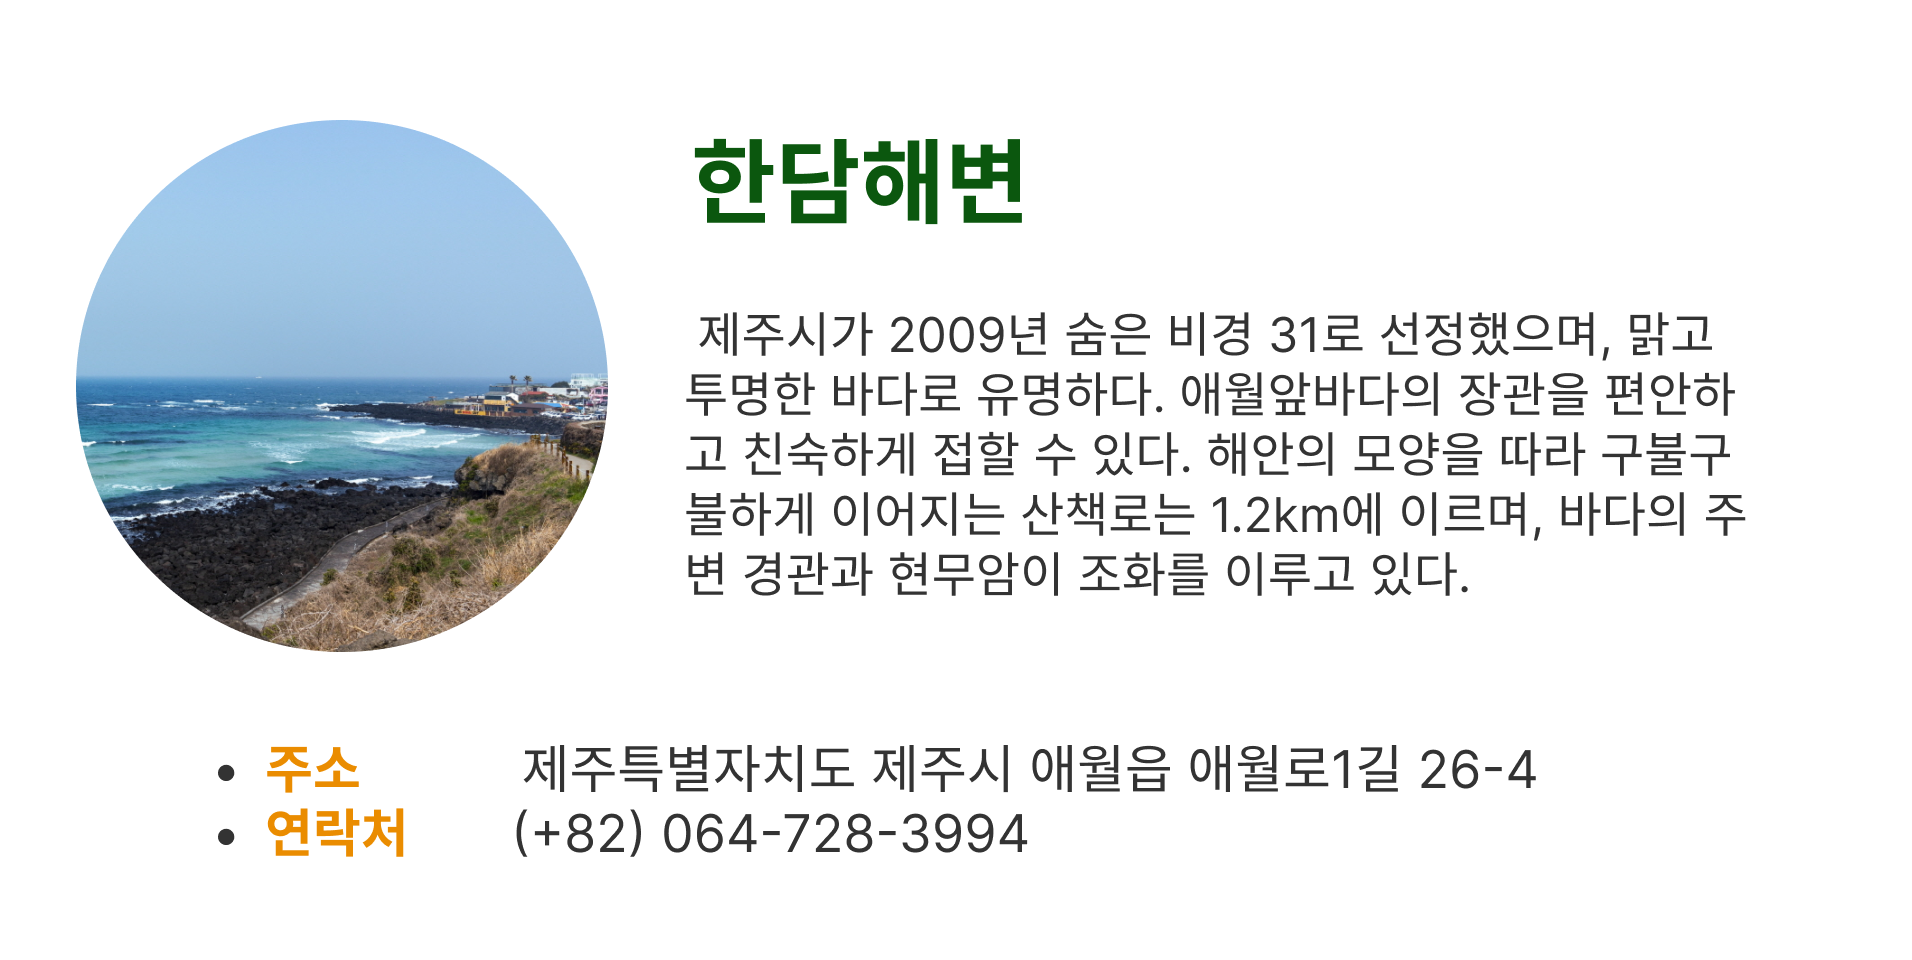 한담해변
제주시가 2009년 숨은 비경 31로 선정했으며, 맑고
투명한 바다로 유명하다. 애월앞바다의 장관을 편안하
고 친숙하게 접할 수 있다. 해안의 모양을 따라 구불구
불하게 이어지는 산책로는 1.2km에 이르며, 바다의 주
변 경관과 현무암이 조화를 이루고 있다.
• 주소 제주특별자치도 제주시 애월읍 애월로1길 26-4
• 연락처 (+82) 064-728-3994